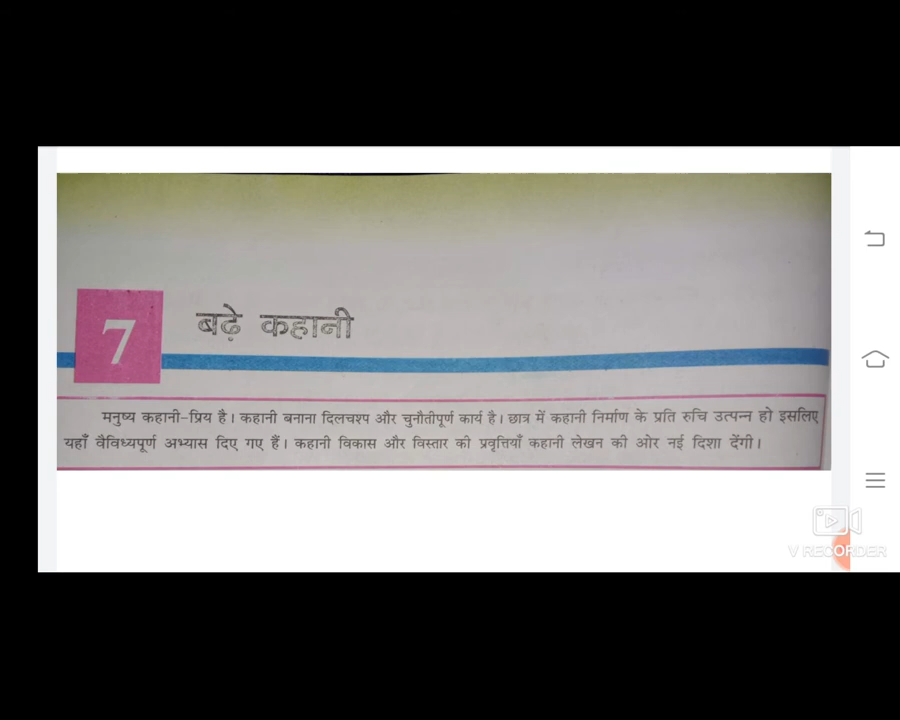 7
बढ़े कहानी
मनुष्य कहानी-प्रिय है। कहानी बनाना दिलचश्प और चुनौतीपूर्ण कार्य है। छात्र में कहानी निर्माण के प्रति रुचि उत्पन्न हो इसलिए
यहाँ वैविध्यपूर्ण अभ्यास दिए गए हैं। कहानी विकास और विस्तार की प्रवृत्तियाँ कहानी लेखन की ओर नई दिशा देंगी।
V RECORDER